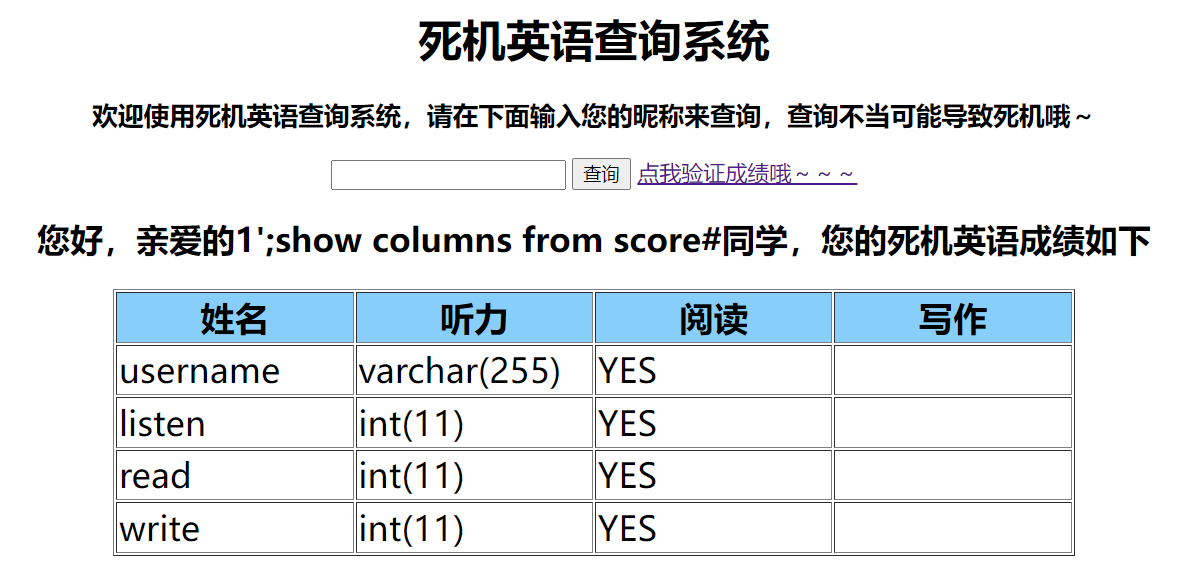 死机英语查询系统
欢迎使用死机英语查询系统，请在下面输入您的昵称来查询，查询不当可能导致死机哦～
查询 点我验证成绩哦～～～
您好，亲爱的1';show columns from score#同学，您的死机英语成绩如下
姓名 听力 阅读 写作
username varchar(255) YES
listen int(11) YES
read int(11) YES
write int(11) YES